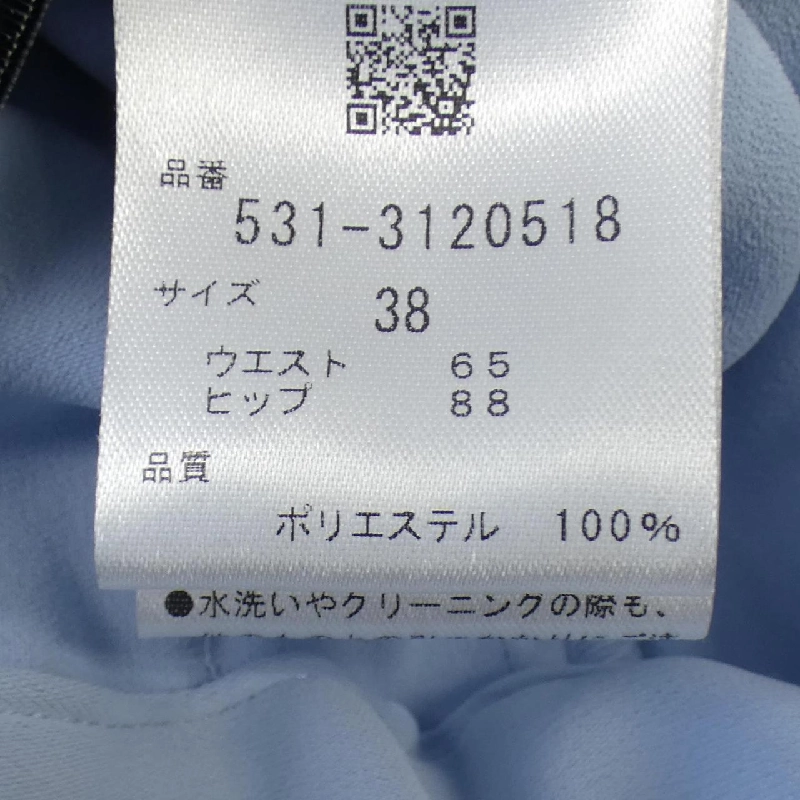 品番
531-3120518
サイズ 38
ウエスト 65
ヒップ 88
品質
ポリエステル 100%
●水洗いやクリーニングの際も、